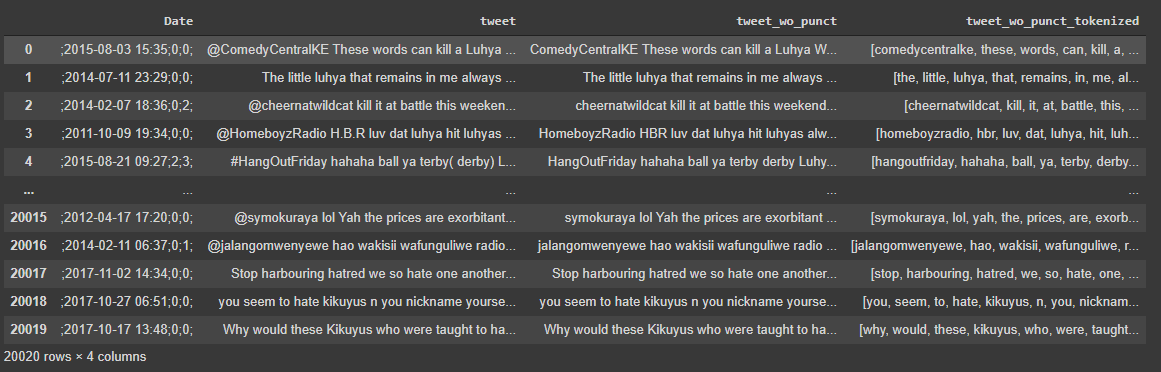 Date tweet tweet_wo_punct tweet_wo_punct_tokenized
0 ;2015-08-03 15:35;0;0; @ComedyCentralKE These words can kill a Luhya ... ComedyCentralKE These words can kill a Luhya W... [comedycentralke, these, words, can, kill, a, ...
1 ;2014-07-11 23:29;0;0; The little luhya that remains in me always ... The little luhya that remains in me always ... [the, little, luhya, that, remains, in, me, al...
2 ;2014-02-07 18:36;0;2; @cheernatwildcat kill it at battle this weeken... cheernatwildcat kill it at battle this weekend... [cheernatwildcat, kill, it, at, battle, this, ...
3 ;2011-10-09 19:34;0;0; @HomeboyzRadio H.B.R luv dat luhya hit luhyas ... HomeboyzRadio HBR luv dat luhya hit luhyas alw... [homeboyzradio, hbr, luv, dat, luhya, hit, luh...
4 ;2015-08-21 09:27;2;3; #HangOutFriday hahaha ball ya terby( derby) L... HangOutFriday hahaha ball ya terby derby Luhy... [hangoutfriday, hahaha, ball, ya, terby, derby...
... ... ... ... ...
20015 ;2012-04-17 17:20;0;0; @symokuraya lol Yah the prices are exorbitant... symokuraya lol Yah the prices are exorbitant ... [symokuraya, lol, yah, the, prices, are, exorb...
20016 ;2014-02-11 06:37;0;1; @jalangomwenyewe hao wakisii wafunguliwe radio... jalangomwenyewe hao wakisii wafunguliwe radio ... [jalangomwenyewe, hao, wakisii, wafunguliwe, r...
20017 ;2017-11-02 14:34;0;0; Stop harbouring hatred we so hate one another... Stop harbouring hatred we so hate one another... [stop, harbouring, hatred, we, so, hate, one, ...
20018 ;2017-10-27 06:51;0;0; you seem to hate kikuyus n you nickname yourse... you seem to hate kikuyus n you nickname yourse... [you, seem, to, hate, kikuyus, n, you, nicknam...
20019 ;2017-10-17 13:48;0;0; Why would these Kikuyus who were taught to ha... Why would these Kikuyus who were taught to ha... [why, would, these, kikuyus, who, were, taught...
20020 rows × 4 columns